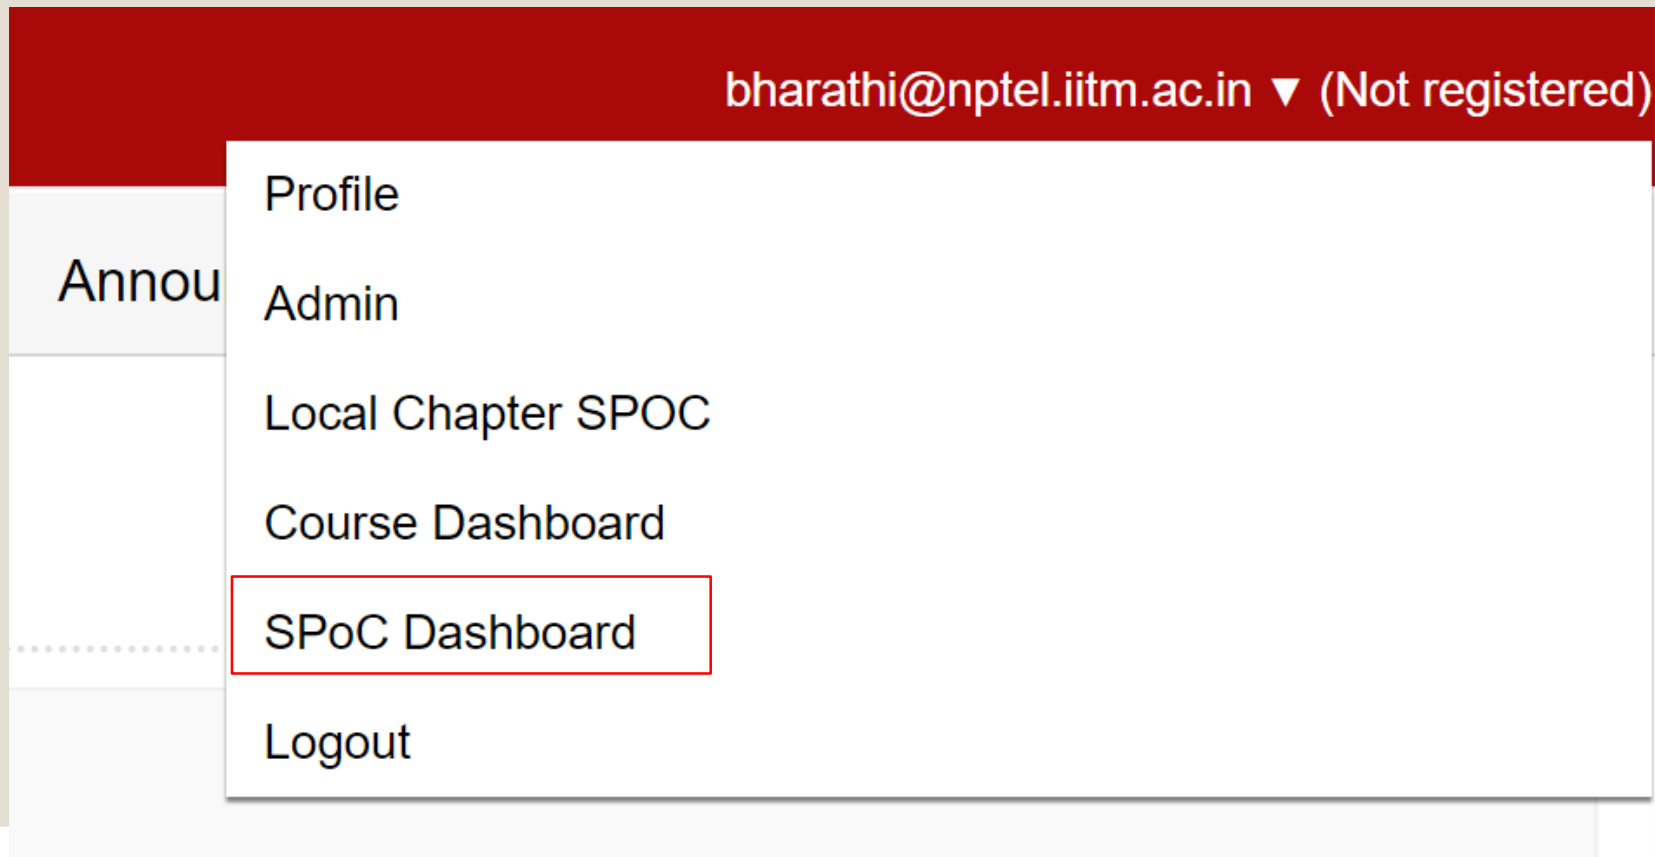 bharathi@nptel.iitm.ac.in ▼ (Not registered)
Profile
Annou
Admin
Local Chapter SPOC
Course Dashboard
SPoC Dashboard
Logout